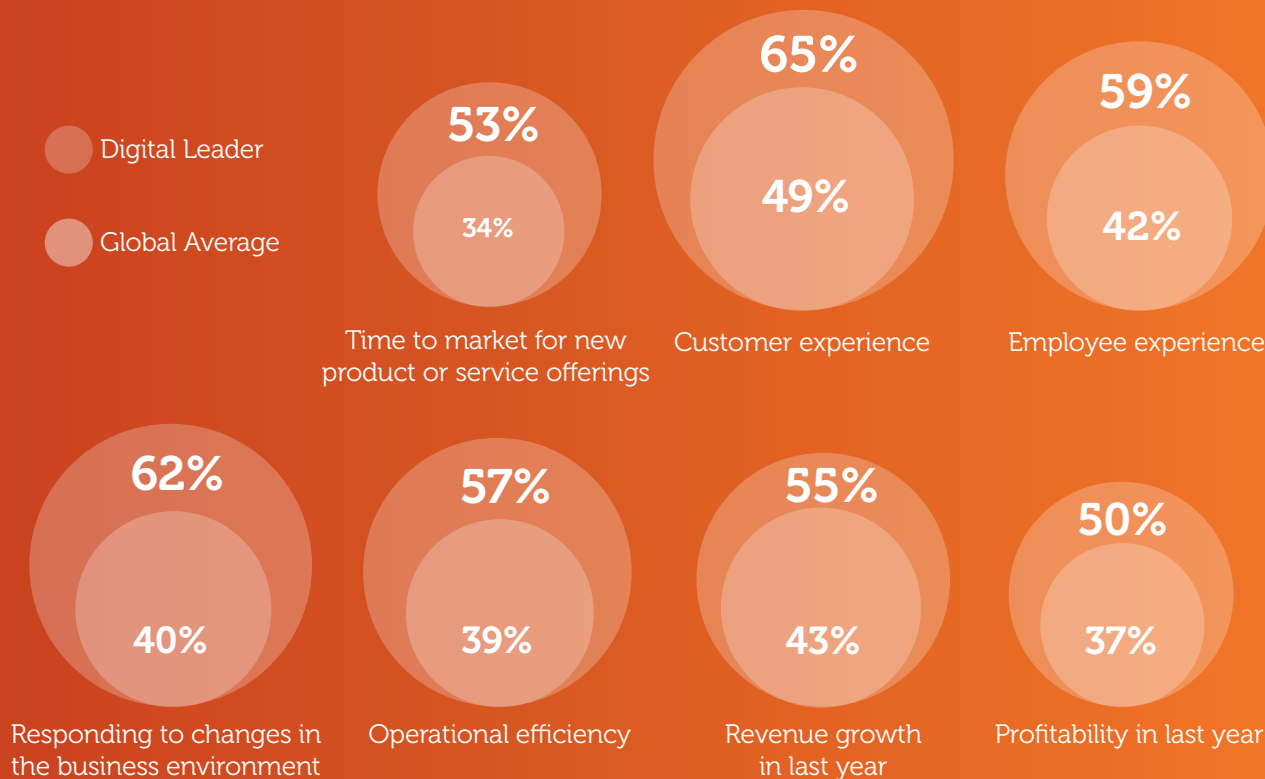 Digital Leader
Global Average
53%
34%
Time to market for new
product or service offerings
65%
49%
Customer experience
59%
42%
Employee experience
62%
40%
Responding to changes in
the business environment
57%
39%
Operational efficiency
55%
43%
Revenue growth
in last year
50%
37%
Profitability in last year